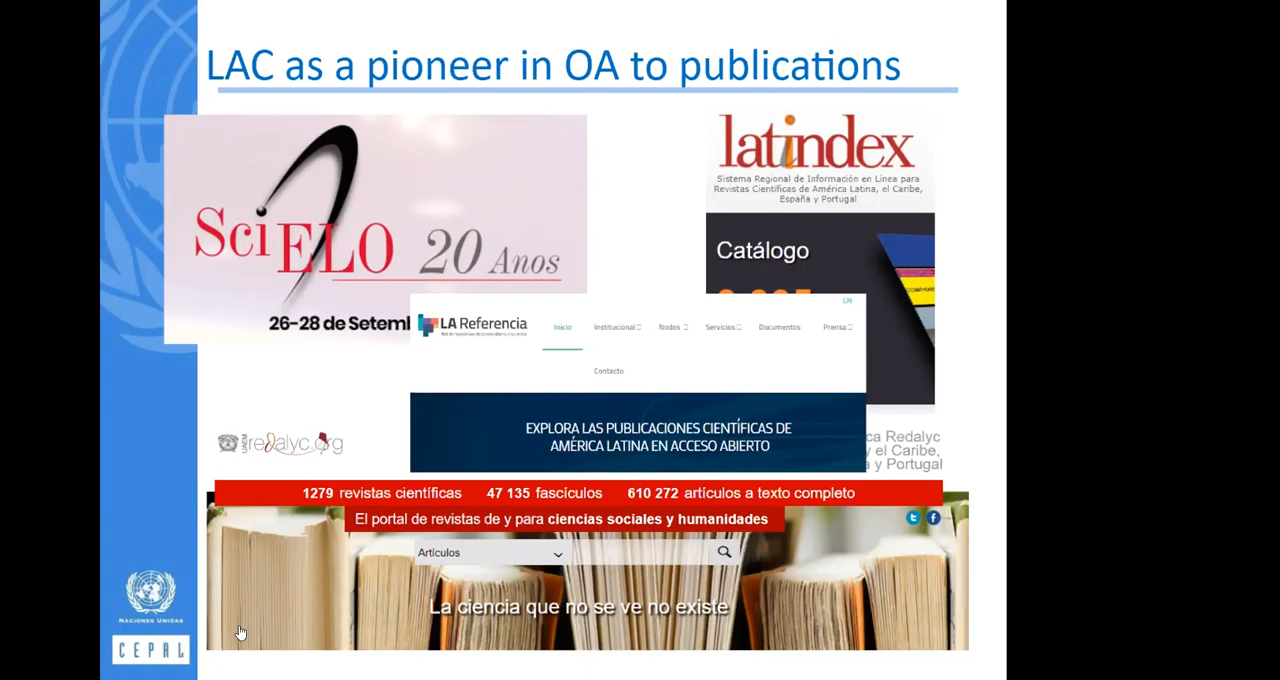 LAC as a pioneer in OA to publications
SciELO 20 Anos
26-28 de Setemb
latindex
Sistema Regional de Información en Línea para
Revistas Científicas de América Latina, el Caribe,
España y Portugal
Catálogo
EN
LA Referencia
Inicio
Institucional
Nodos
Servicios
Documentos
Prensa
Contacto
EXPLORA LAS PUBLICACIONES CIENTÍFICAS DE
AMÉRICA LATINA EN ACCESO ABIERTO
UAEM
redalyc.org
ca Redalyc
y el Caribe,
a y Portugal
1279 revistas científicas 47 135 fascículos 610 272 artículos a texto completo
El portal de revistas de y para ciencias sociales y humanidades
Artículos
La ciencia que no se ve no existe
NACIONES UNIDAS
CEPAL